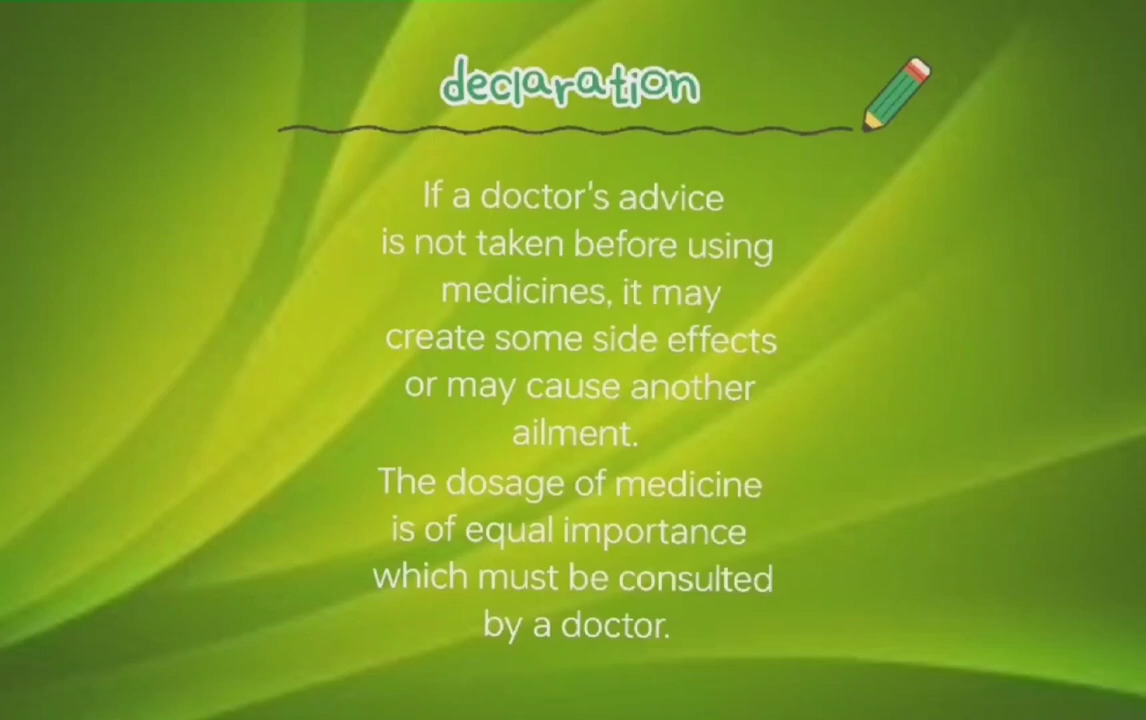 declaration
If a doctor's advice
is not taken before using
medicines, it may
create some side effects
or may cause another
ailment.
The dosage of medicine
is of equal importance
which must be consulted
by a doctor.